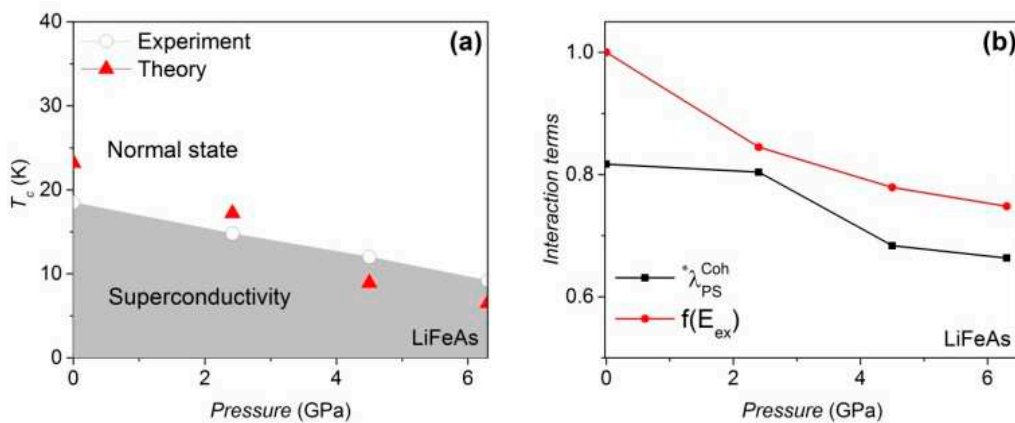 (a)
Experiment
Theory
Normal state
Superconductivity
LiFeAs
T_c (K)
40
30
20
10
0
0 2 4 6
Pressure (GPa)
(b)
Interaction terms
1.0
0.8
0.6
*λ_PS^Coh
f(E_ex)
LiFeAs
0 2 4 6
Pressure (GPa)